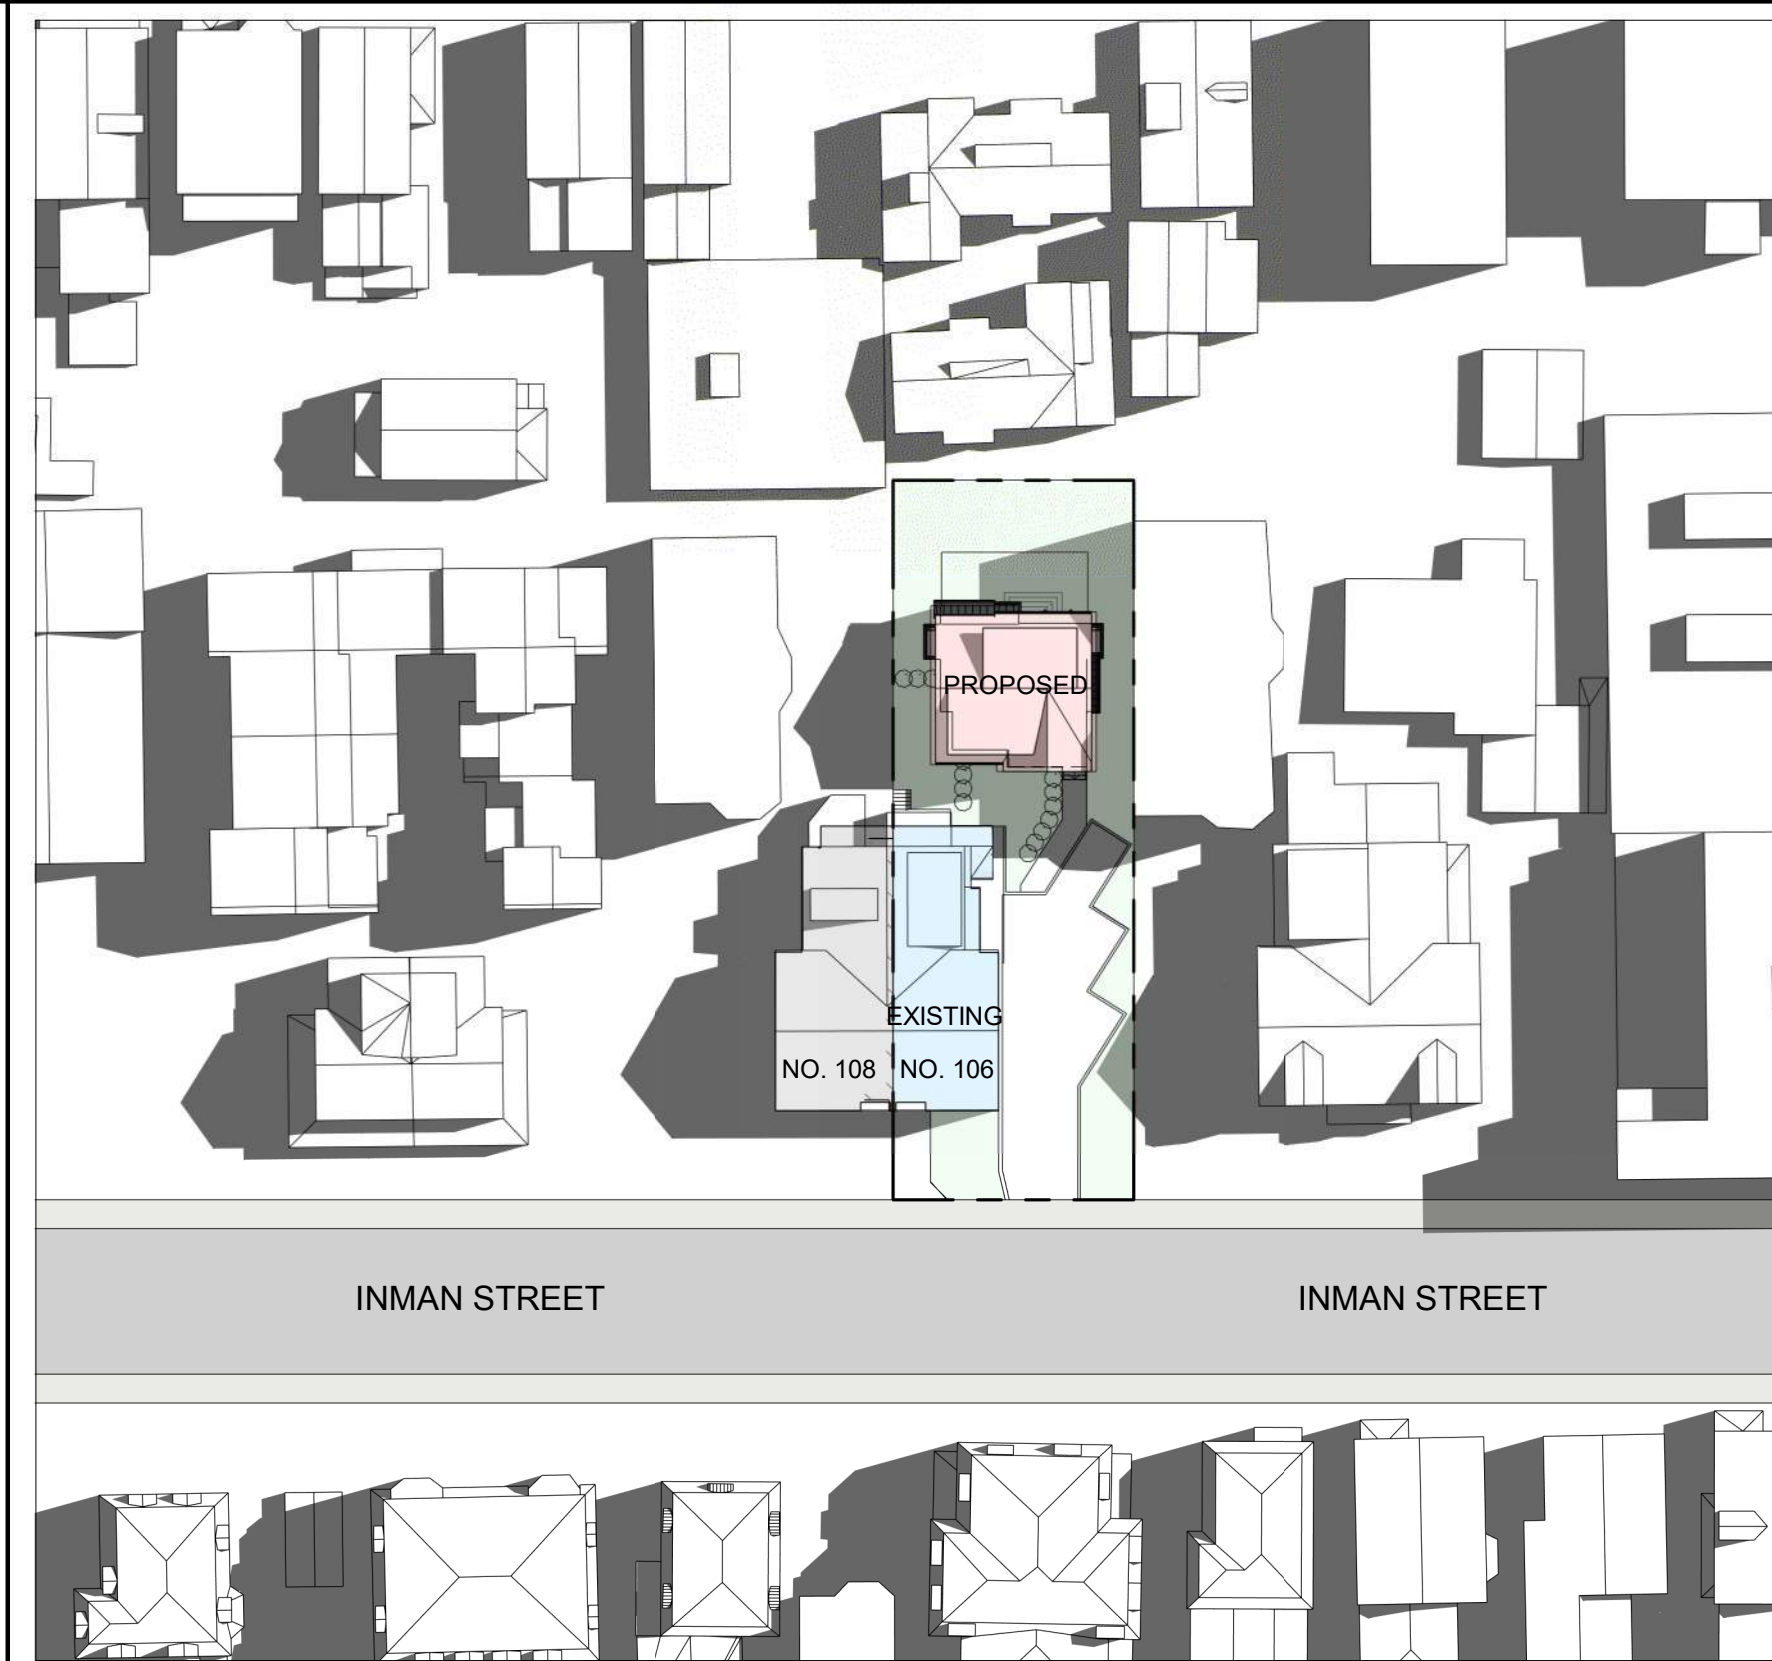 PROPOSED
EXISTING
NO. 108
NO. 106
INMAN STREET
INMAN STREET